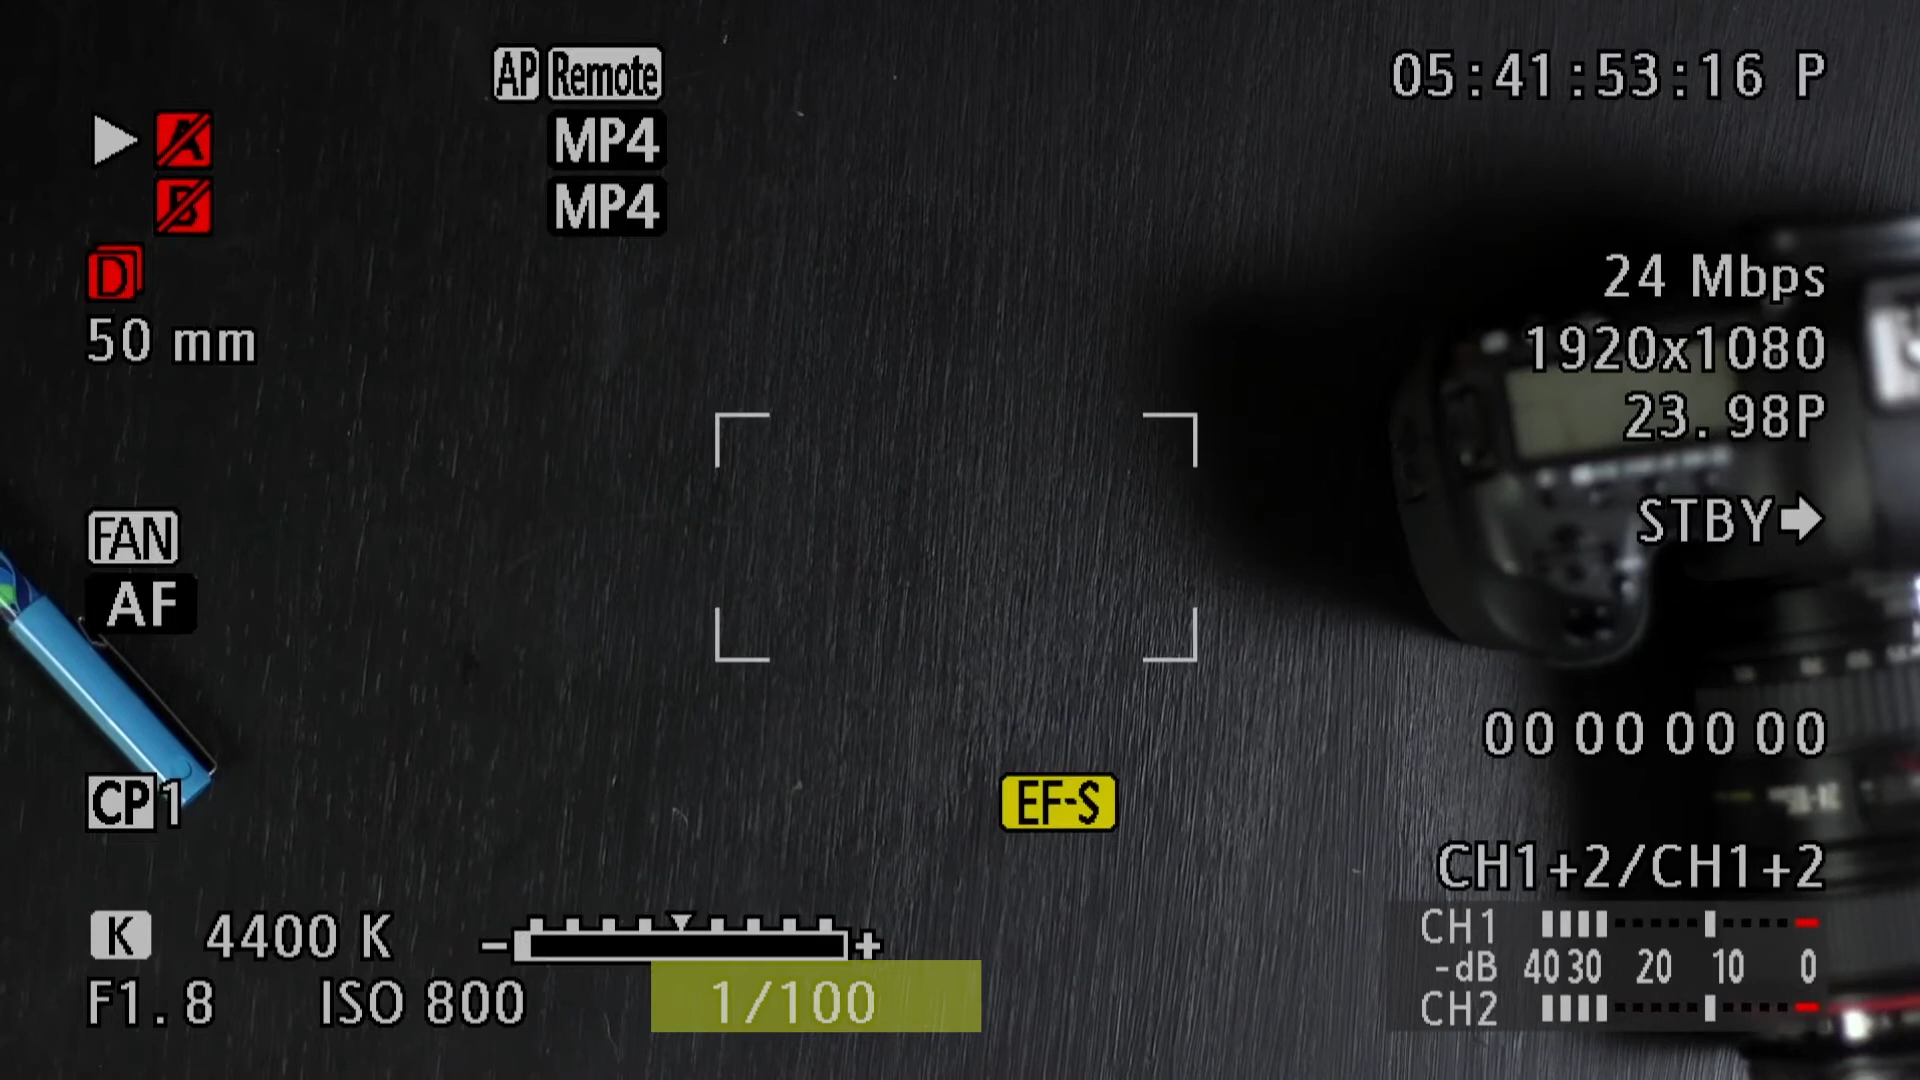 AP Remote
05:41:53:16 P
A
MP4
B
MP4
D
24 Mbps
50 mm
1920x1080
23.98P
STBY
FAN
AF
00 00 00 00
CP 1
EF-S
CH1+2/CH1+2
K 4400 K
- +
CH1
-dB 40 30 20 10 0
F1.8 ISO 800 1/100
CH2